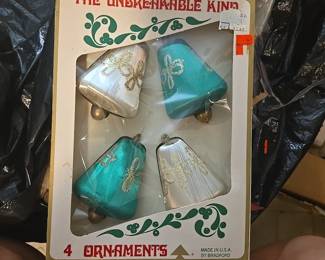 THE UNBREAKABLE KIND
4 ORNAMENTS
MADE IN U.S.A.
BY BRADFORD